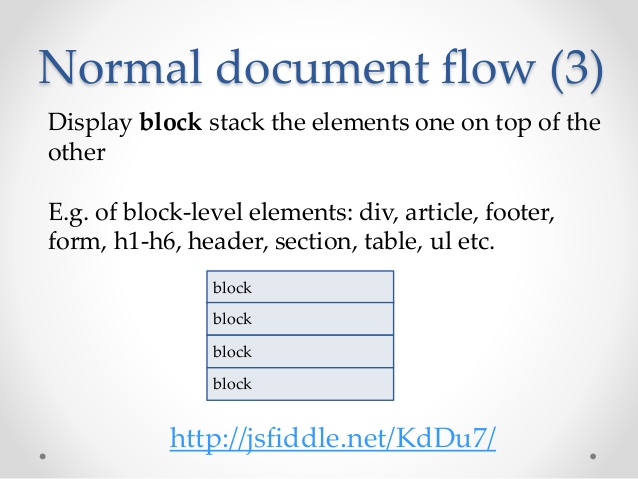 Normal document flow (3)
Display block stack the elements one on top of the
other
E.g. of block-level elements: div, article, footer,
form, h1-h6, header, section, table, ul etc.
block
block
block
block
http://jsfiddle.net/KdDu7/